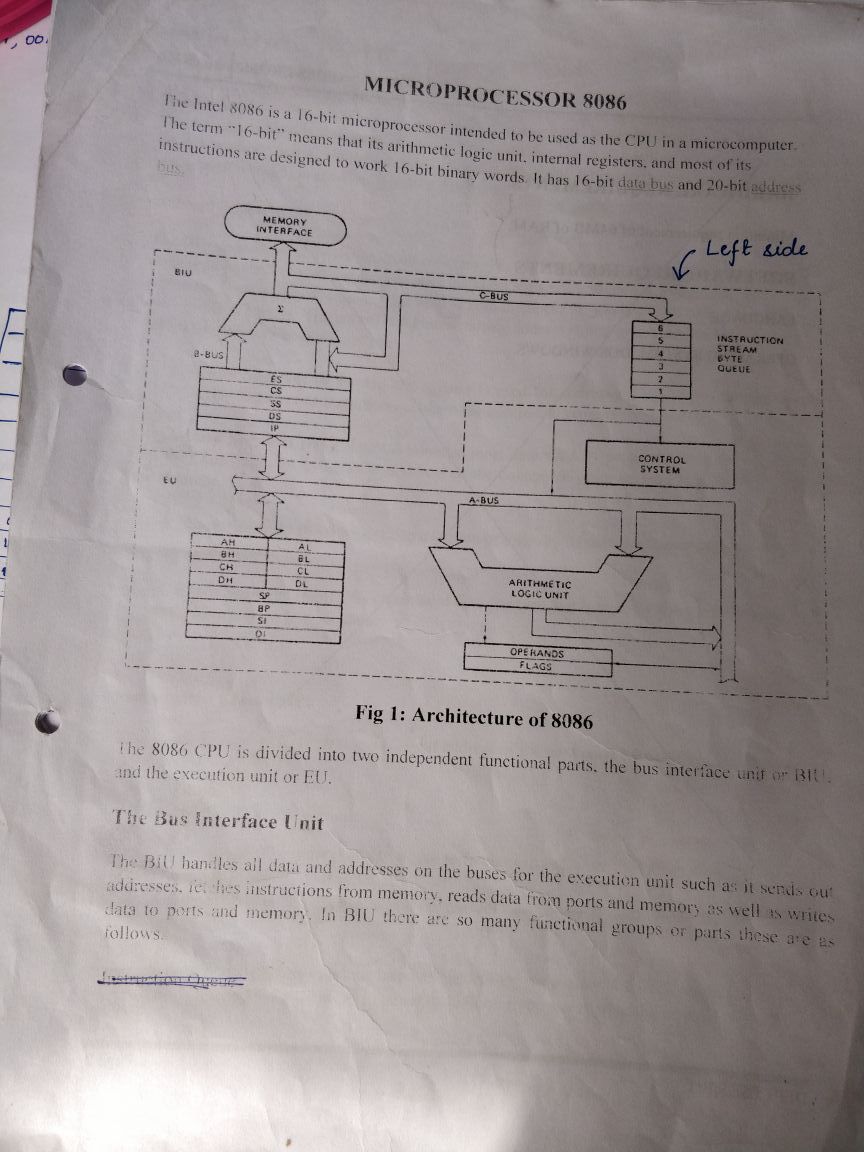 , 00.
MICROPROCESSOR 8086
The Intel 8086 is a 16-bit microprocessor intended to be used as the CPU in a microcomputer.
The term "16-bit" means that its arithmetic logic unit, internal registers, and most of its
instructions are designed to work 16-bit binary words. It has 16-bit data bus and 20-bit address
bus.
MEMORY
INTERFACE
Left side
BIU
C-BUS
Σ
6
5
4
3
2
1
INSTRUCTION
STREAM
BYTE
QUEUE
B-BUS
ES
CS
SS
DS
IP
CONTROL
SYSTEM
EU
A-BUS
AH AL
BH BL
CH CL
DH DL
SP
BP
SI
DI
ARITHMETIC
LOGIC UNIT
OPERANDS
FLAGS
Fig 1: Architecture of 8086
The 8086 CPU is divided into two independent functional parts, the bus interface unit or BIU
and the execution unit or EU.
The Bus Interface Unit
The BIU handles all data and addresses on the buses for the execution unit such as it sends out
addresses, fetches instructions from memory, reads data from ports and memory as well as writes
data to ports and memory. In BIU there are so many functional groups or parts these are as
follows.
Instruction Queue